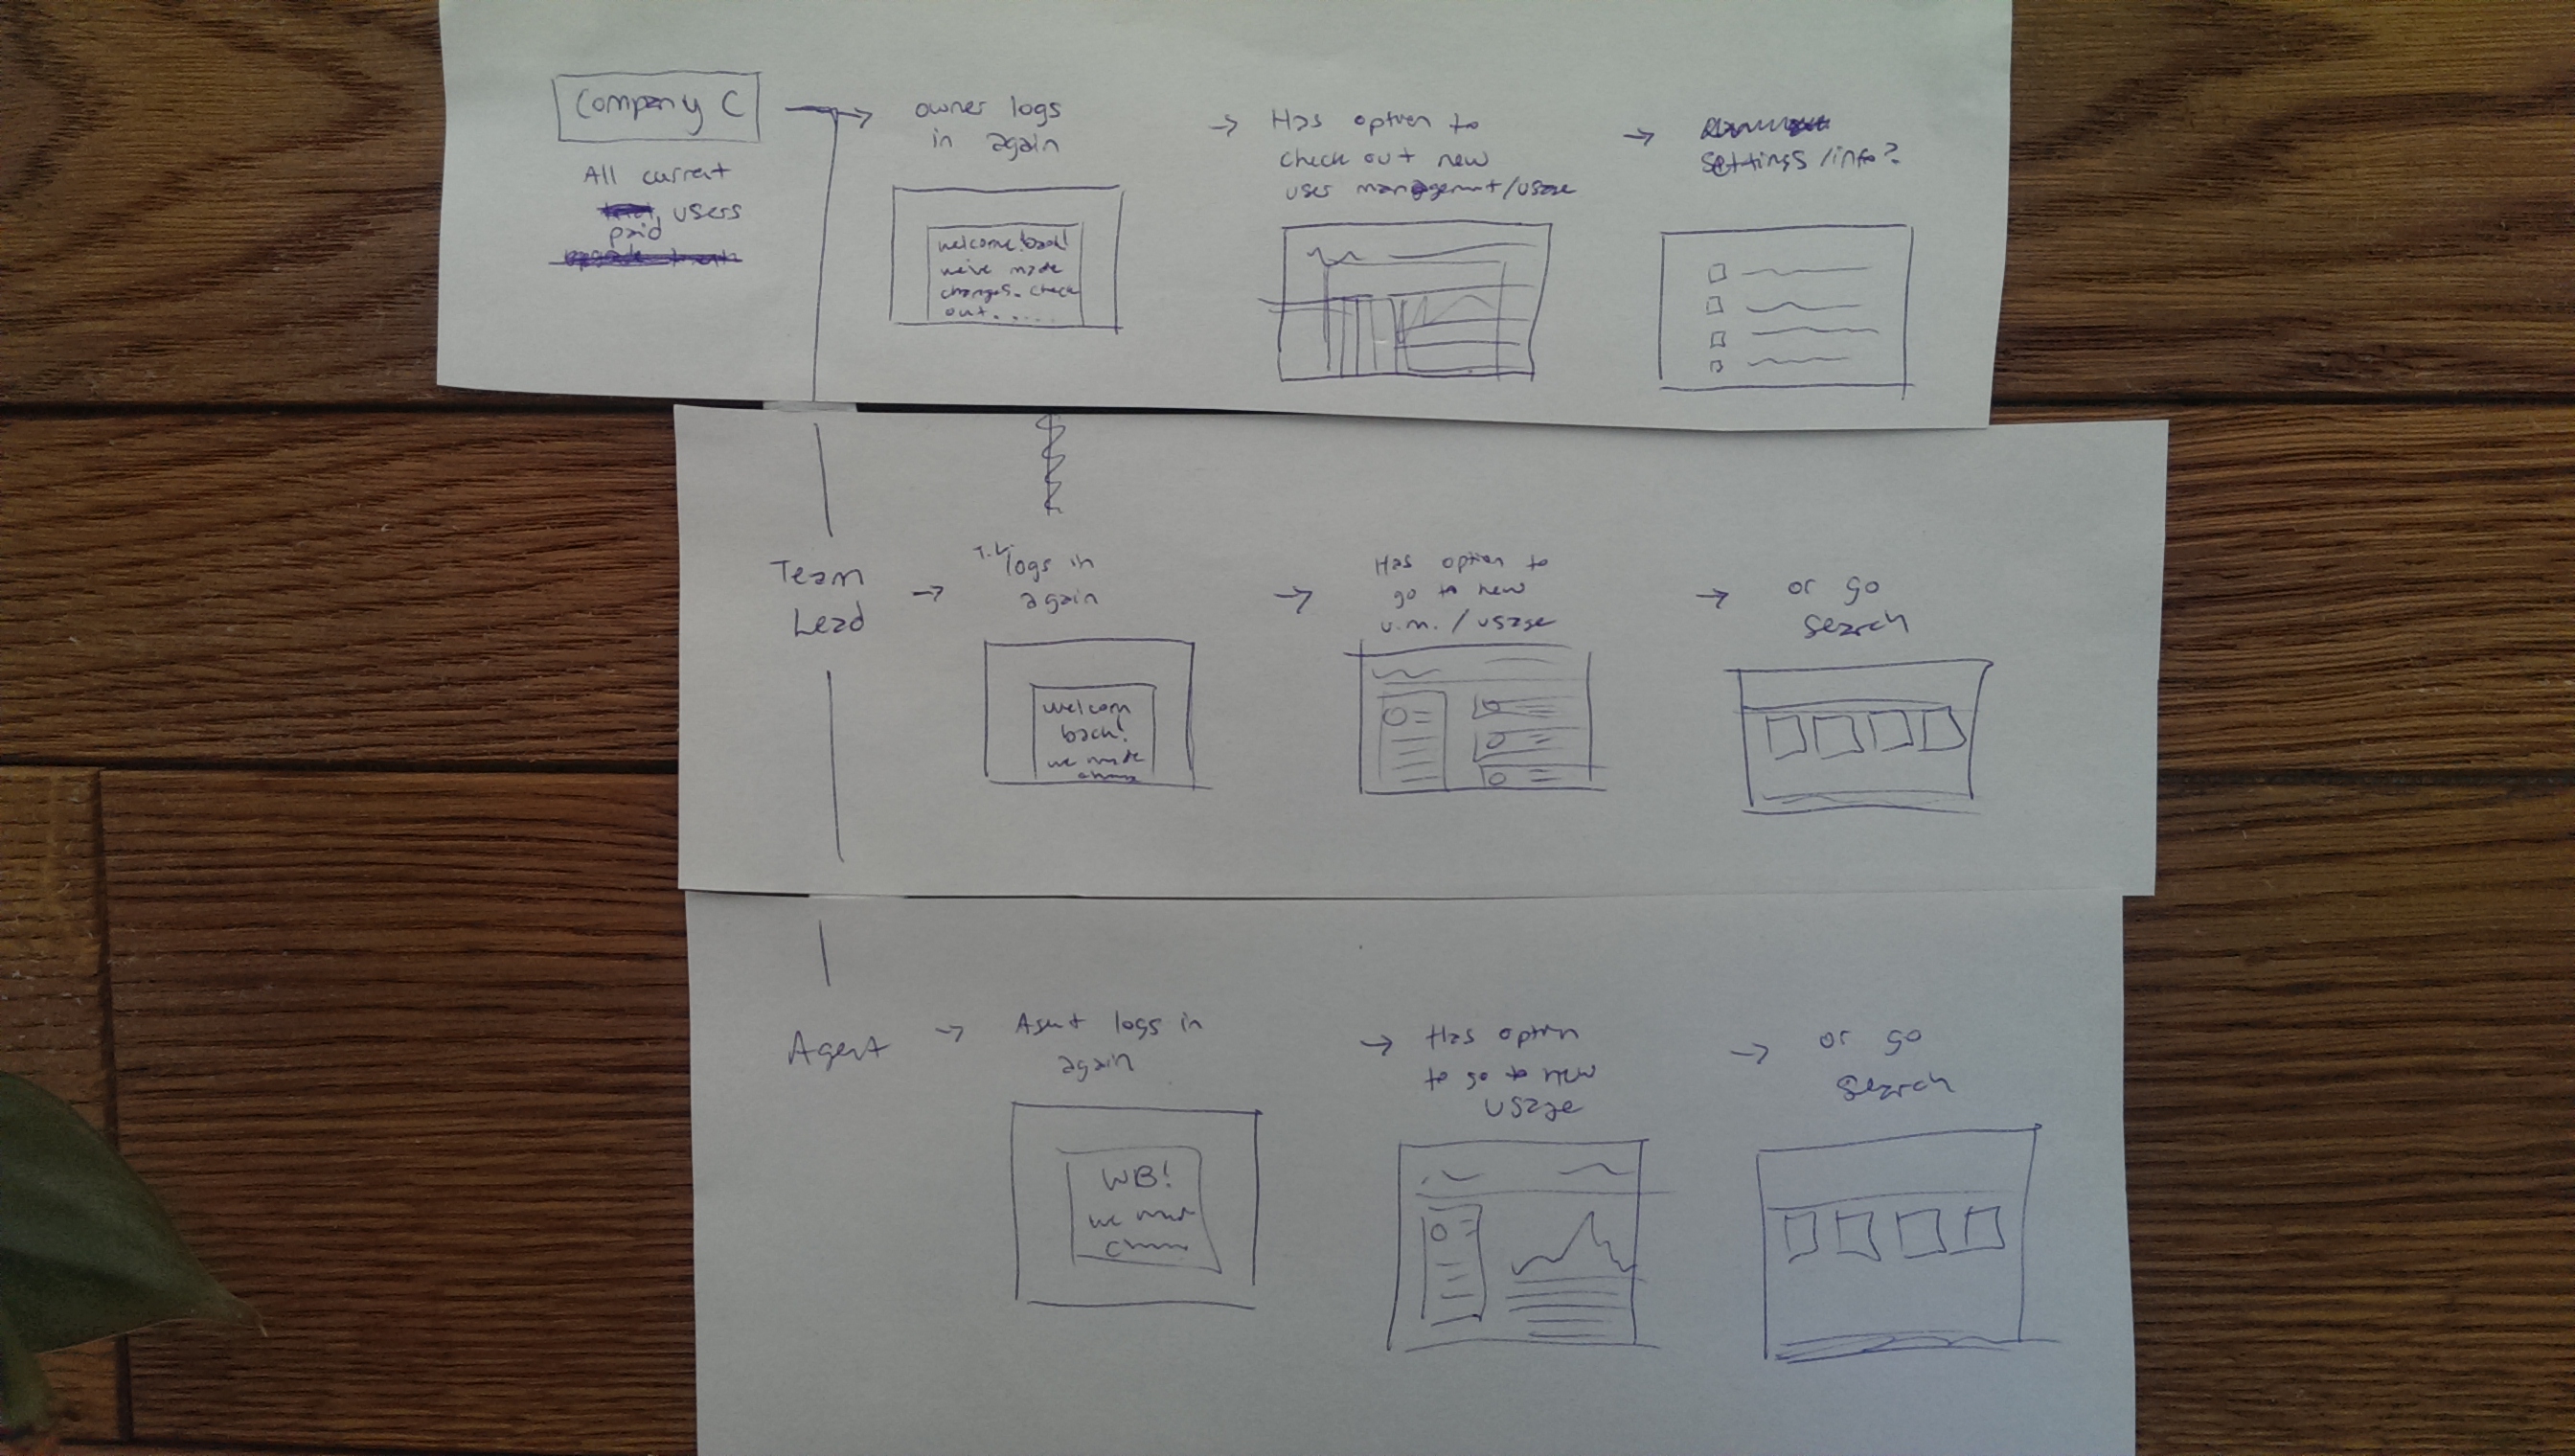 Company C
All current
users
paid
owner logs
in again
welcome back!
we've made
changes. check
out.....
Has option to
check out new
user management/usage
settings/info?
Team
Lead
T.L.
logs in
again
welcom
back!
we made
Has option to
go to new
u.m. / usage
or go
search
Agent
Agent logs in
again
WB!
we
Has option
to go to new
usage
or go
search